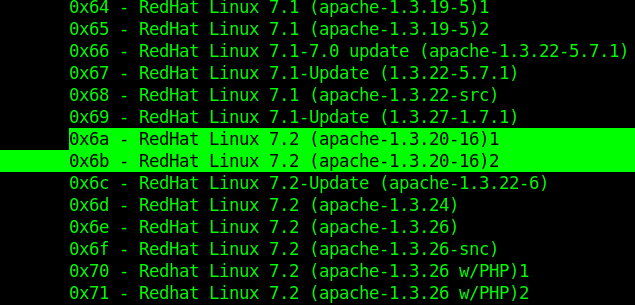 0x64 - RedHat Linux 7.1 (apache-1.3.19-5)1
0x65 - RedHat Linux 7.1 (apache-1.3.19-5)2
0x66 - RedHat Linux 7.1-7.0 update (apache-1.3.22-5.7.1)
0x67 - RedHat Linux 7.1-Update (1.3.22-5.7.1)
0x68 - RedHat Linux 7.1 (apache-1.3.22-src)
0x69 - RedHat Linux 7.1-Update (1.3.27-1.7.1)
0x6a - RedHat Linux 7.2 (apache-1.3.20-16)1
0x6b - RedHat Linux 7.2 (apache-1.3.20-16)2
0x6c - RedHat Linux 7.2-Update (apache-1.3.22-6)
0x6d - RedHat Linux 7.2 (apache-1.3.24)
0x6e - RedHat Linux 7.2 (apache-1.3.26)
0x6f - RedHat Linux 7.2 (apache-1.3.26-snc)
0x70 - RedHat Linux 7.2 (apache-1.3.26 w/PHP)1
0x71 - RedHat Linux 7.2 (apache-1.3.26 w/PHP)2